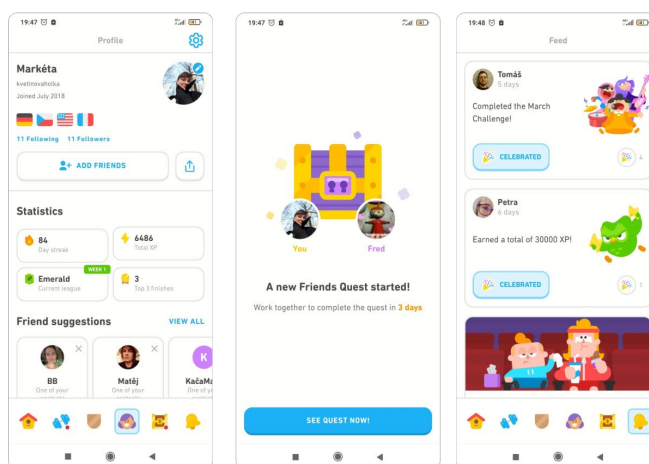 19:47
Profile
Markéta
kvetinovaholka
Joined July 2018
11 Following 11 Followers
ADD FRIENDS
Statistics
84
Day streak
6486
Total XP
WEEK 1
Emerald
Current league
3
Top 3 finishes
Friend suggestions VIEW ALL
BB
One of your
Matěj
One of your
K
KačaMa
One of yo
19:47
You Fred
A new Friends Quest started!
Work together to complete the quest in 3 days
SEE QUEST NOW!
19:48
Feed
Tomáš
5 days
Completed the March
Challenge!
CELEBRATED 4
Petra
6 days
Earned a total of 30000 XP!
CELEBRATED